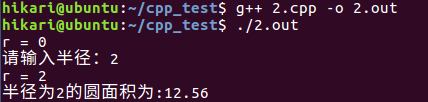 hikari@ubuntu:~/cpp_test$ g++ 2.cpp -o 2.out
hikari@ubuntu:~/cpp_test$ ./2.out
r = 0
请输入半径：2
r = 2
半径为2的圆面积为:12.56